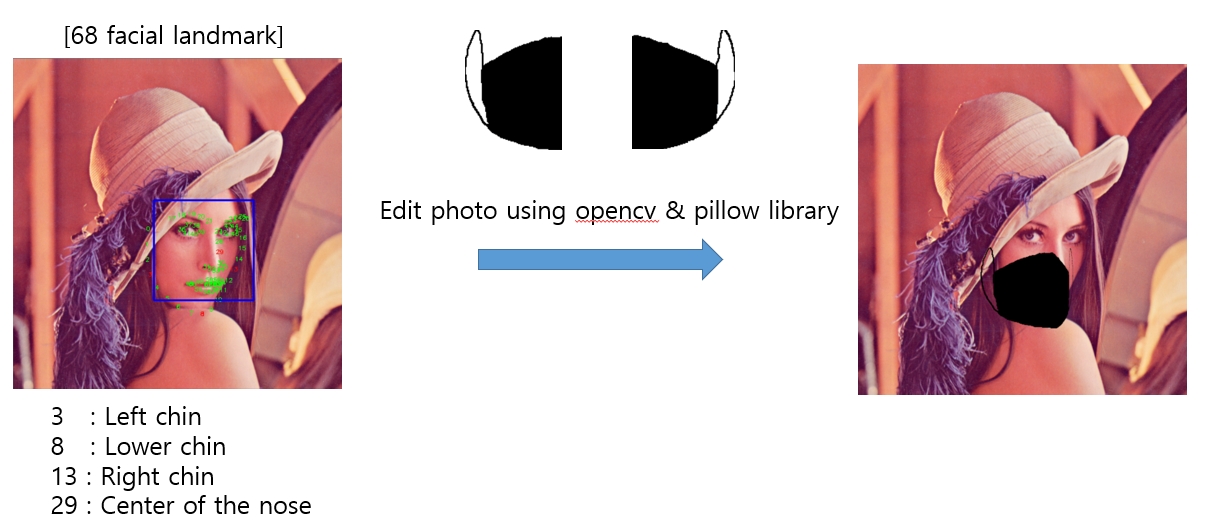 [68 facial landmark]
Edit photo using opencv & pillow library
3 : Left chin
8 : Lower chin
13 : Right chin
29 : Center of the nose